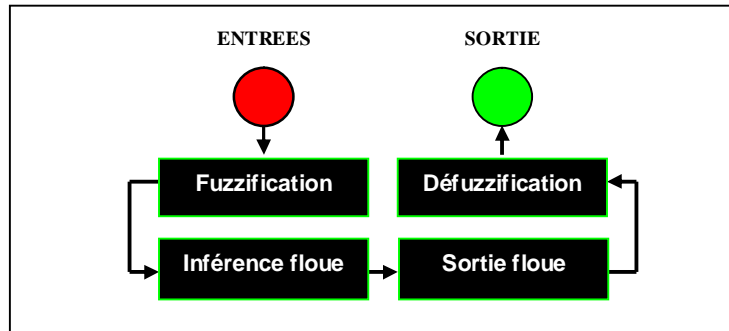 ENTREES
SORTIE
Fuzzification
Défuzzification
Inférence floue
Sortie floue